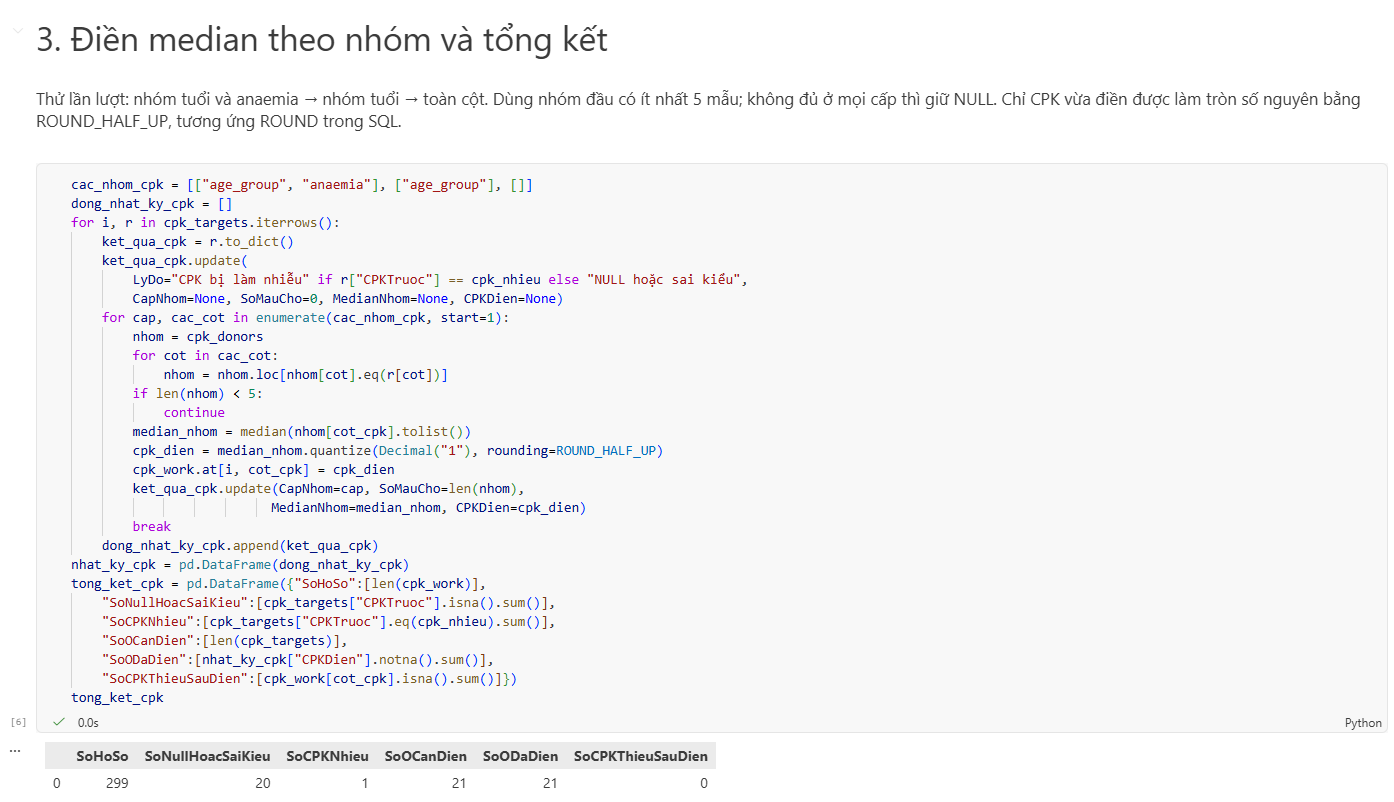 3. Điền median theo nhóm và tổng kết
Thử lần lượt: nhóm tuổi và anaemia → nhóm tuổi → toàn cột. Dùng nhóm đầu có ít nhất 5 mẫu; không đủ ở mọi cấp thì giữ NULL. Chỉ CPK vừa điền được làm tròn số nguyên bằng
ROUND_HALF_UP, tương ứng ROUND trong SQL.
cac_nhom_cpk = [["age_group", "anaemia"], ["age_group"], []]
dong_nhat_ky_cpk = []
for i, r in cpk_targets.iterrows():
    ket_qua_cpk = r.to_dict()
    ket_qua_cpk.update(
        LyDo="CPK bị làm nhiễu" if r["CPKTruoc"] == cpk_nhieu else "NULL hoặc sai kiểu",
        CapNhom=None, SoMauCho=0, MedianNhom=None, CPKDien=None)
    for cap, cac_cot in enumerate(cac_nhom_cpk, start=1):
        nhom = cpk_donors
        for cot in cac_cot:
            nhom = nhom.loc[nhom[cot].eq(r[cot])]
        if len(nhom) < 5:
            continue
        median_nhom = median(nhom[cot_cpk].tolist())
        cpk_dien = median_nhom.quantize(Decimal("1"), rounding=ROUND_HALF_UP)
        cpk_work.at[i, cot_cpk] = cpk_dien
        ket_qua_cpk.update(CapNhom=cap, SoMauCho=len(nhom),
                          MedianNhom=median_nhom, CPKDien=cpk_dien)
        break
    dong_nhat_ky_cpk.append(ket_qua_cpk)
nhat_ky_cpk = pd.DataFrame(dong_nhat_ky_cpk)
tong_ket_cpk = pd.DataFrame({"SoHoSo":[len(cpk_work)],
    "SoNullHoacSaiKieu":[cpk_targets["CPKTruoc"].isna().sum()],
    "SoCPKNhieu":[cpk_targets["CPKTruoc"].eq(cpk_nhieu).sum()],
    "SoOCanDien":[len(cpk_targets)],
    "SoODaDien":[nhat_ky_cpk["CPKDien"].notna().sum()],
    "SoCPKThieuSauDien":[cpk_work[cot_cpk].isna().sum()]})
tong_ket_cpk
[6] ✓ 0.0s Python
... SoHoSo SoNullHoacSaiKieu SoCPKNhieu SoOCanDien SoODaDien SoCPKThieuSauDien
0 299 20 1 21 21 0